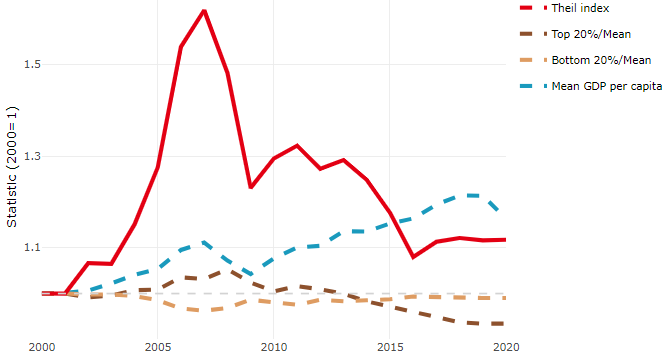 Theil index
Top 20%/Mean
Bottom 20%/Mean
Mean GDP per capita
Statistic (2000=1)
1.5
1.3
1.1
2000 2005 2010 2015 2020